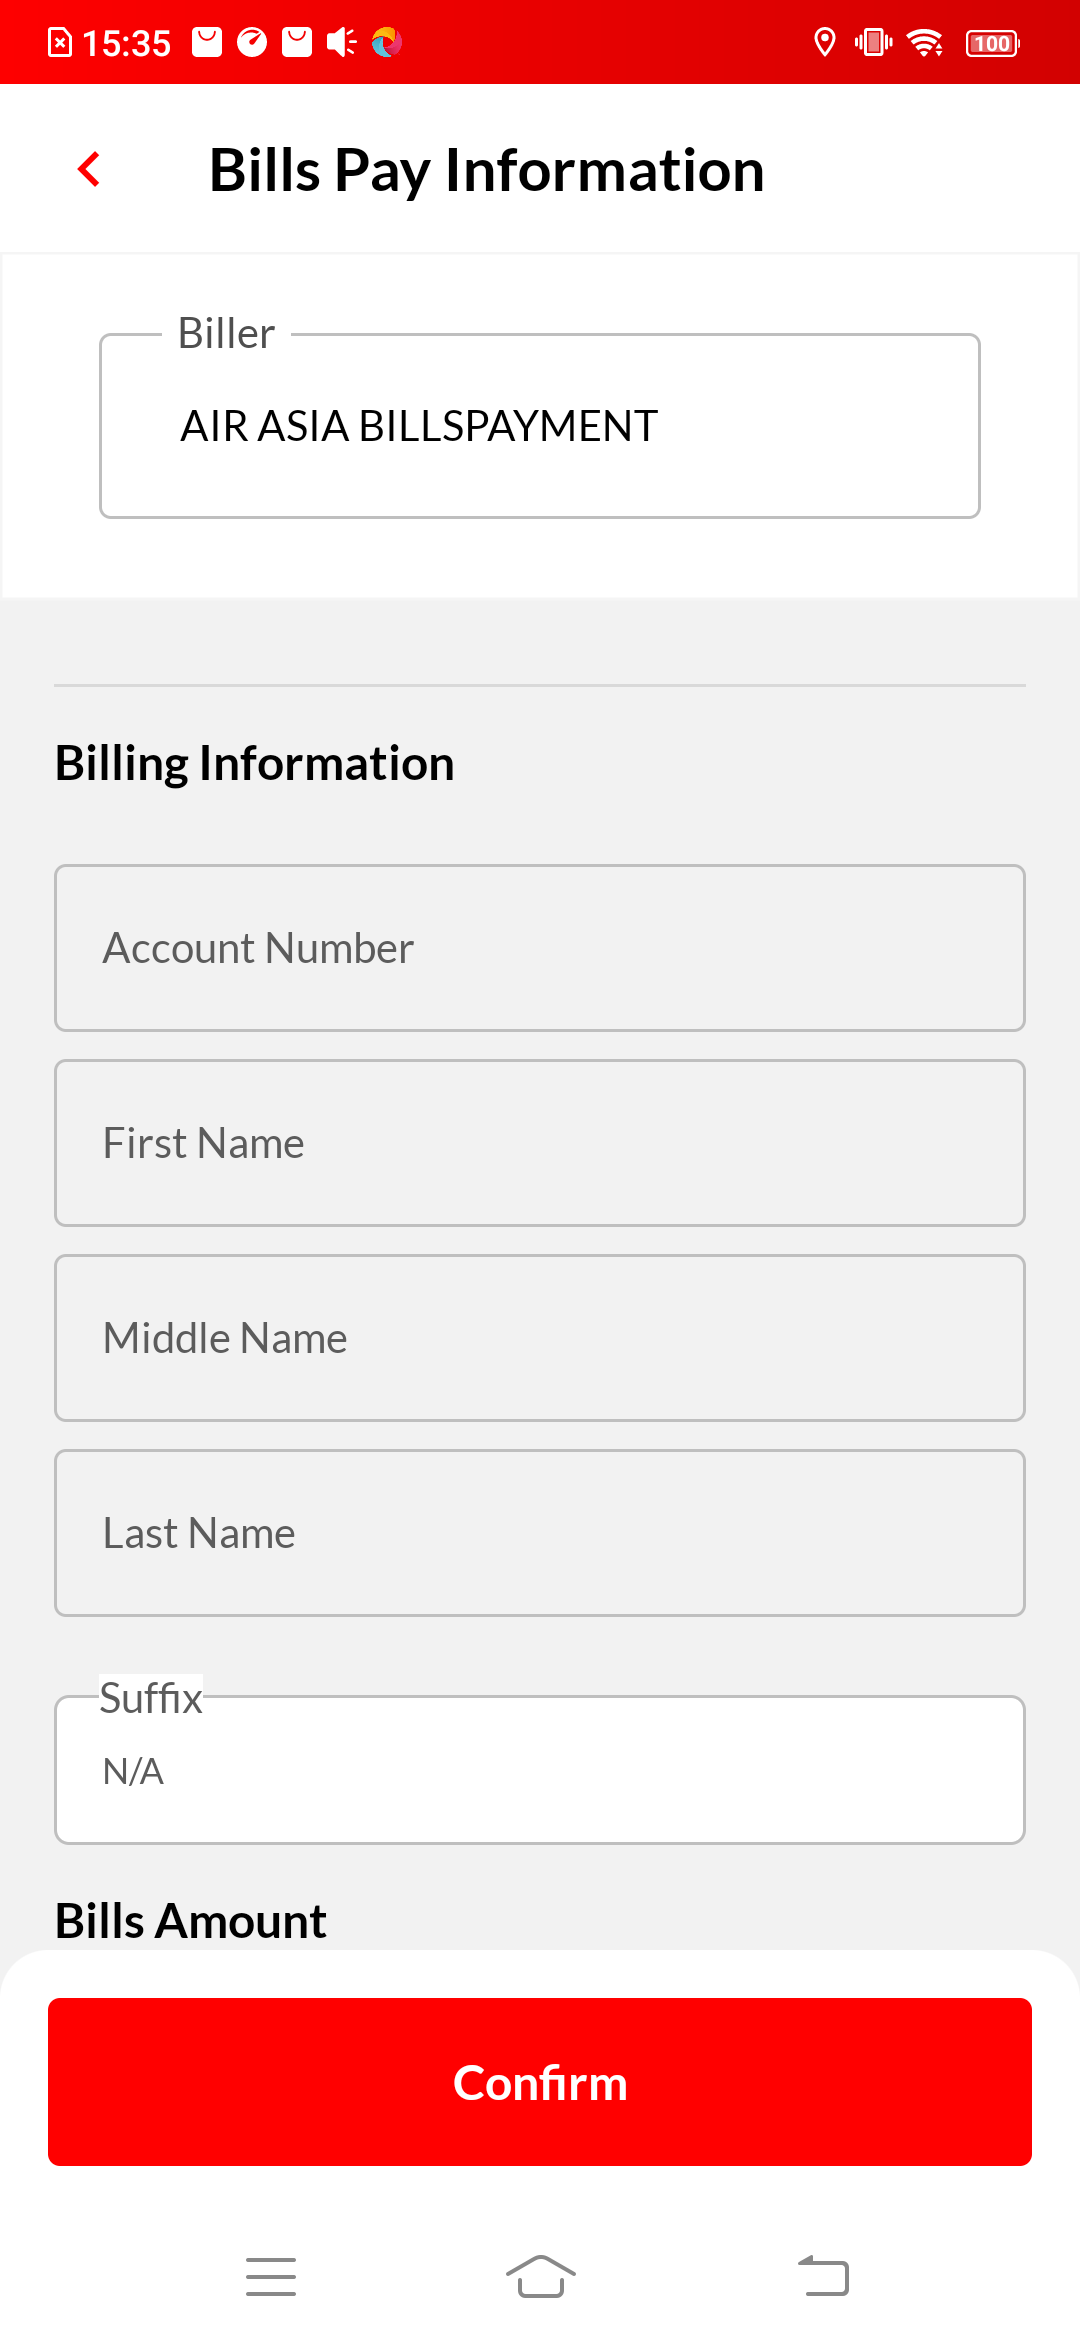 15:35
100
Bills Pay Information
Biller
AIR ASIA BILLSPAYMENT
Billing Information
Account Number
First Name
Middle Name
Last Name
Suffix
N/A
Bills Amount
Confirm